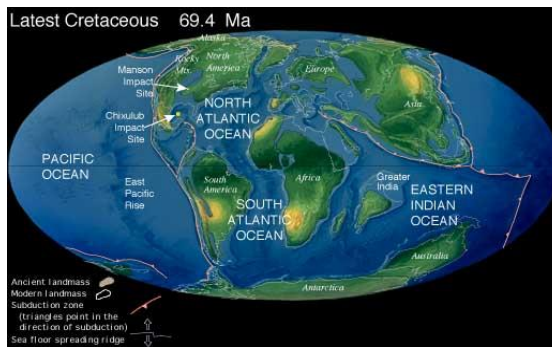 Latest Cretaceous 69.4 Ma
Alaska
Rocky
Mtn.
North
America
Manson
Impact
Site
Chixulub
Impact
Site
NORTH
ATLANTIC
OCEAN
Europe
Asia
PACIFIC
OCEAN
East
Pacific
Rise
South
America
SOUTH
ATLANTIC
OCEAN
Africa
Greater
India
EASTERN
INDIAN
OCEAN
Australia
Antarctica
Ancient landmass
Modern landmass
Subduction zone
(triangles point in the
direction of subduction)
Sea floor spreading ridge